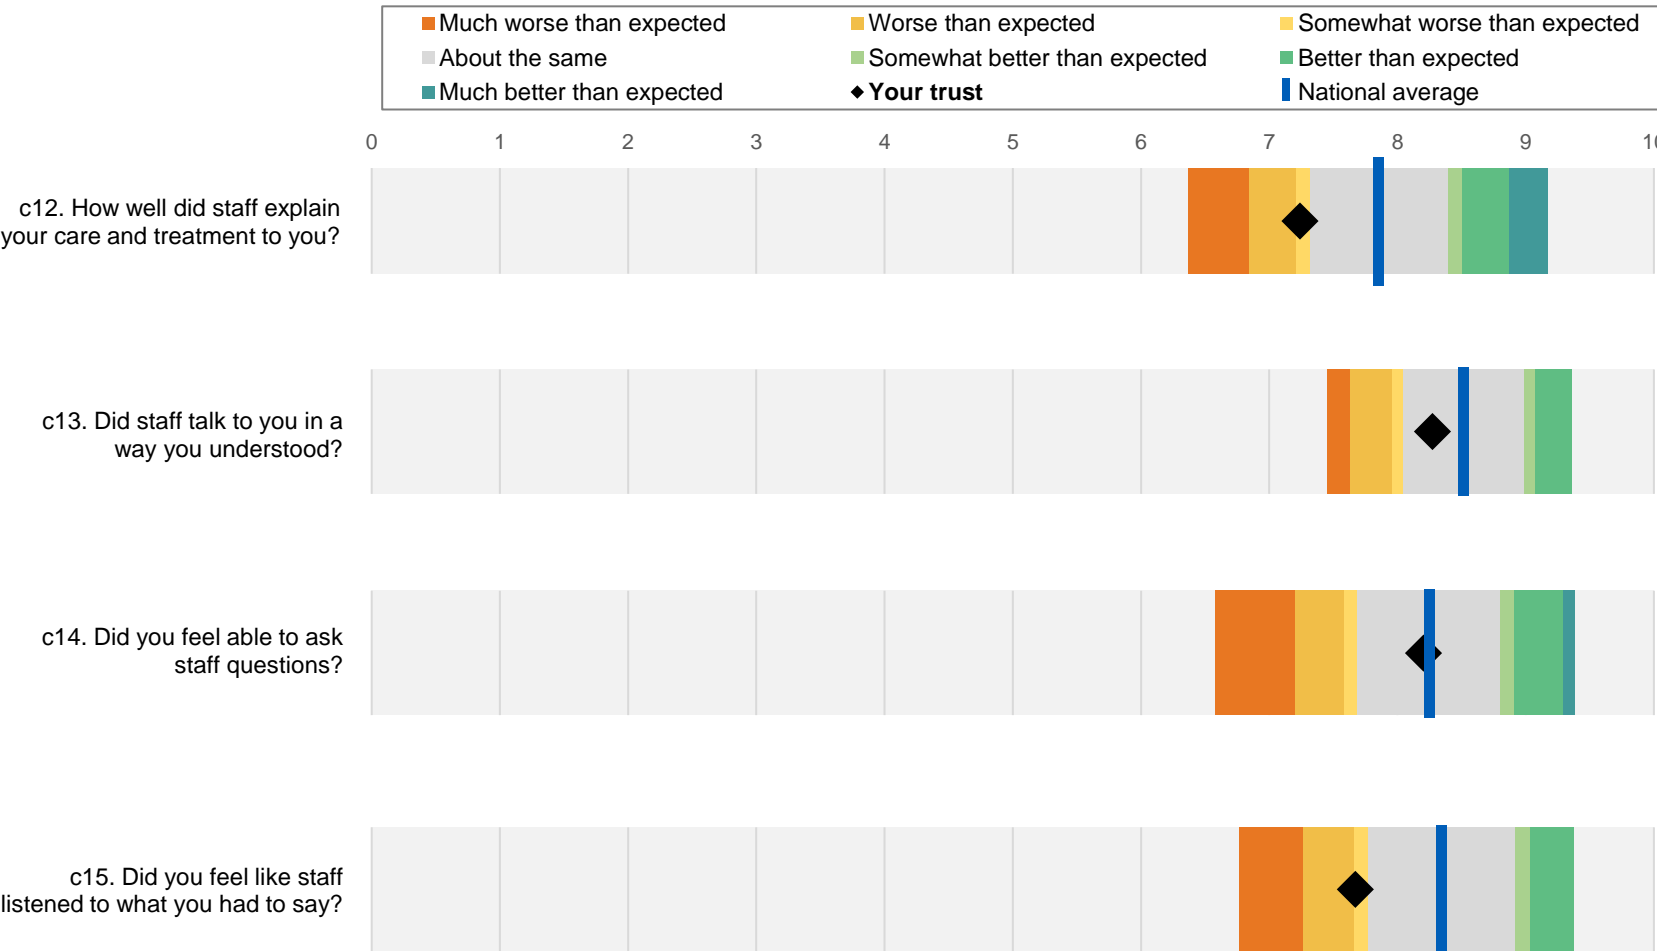 Much worse than expected
Worse than expected
Somewhat worse than expected
About the same
Somewhat better than expected
Better than expected
Much better than expected
Your trust
National average
0 1 2 3 4 5 6 7 8 9 10
c12. How well did staff explain
your care and treatment to you?
c13. Did staff talk to you in a
way you understood?
c14. Did you feel able to ask
staff questions?
c15. Did you feel like staff
listened to what you had to say?